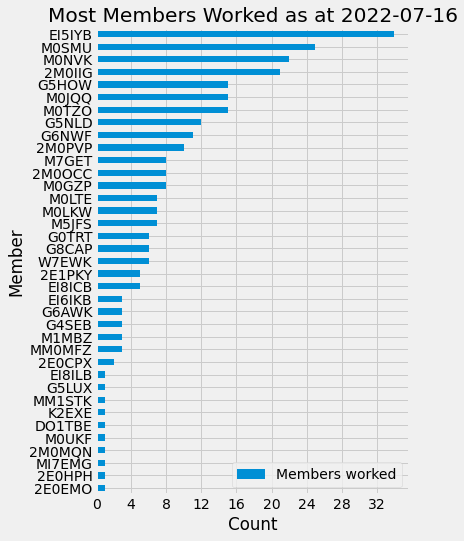 Most Members Worked as at 2022-07-16
EI5IYB
M0SMU
M0NVK
2M0IIG
G5HOW
M0JQQ
M0TZO
G5NLD
G6NWF
2M0PVP
M7GET
2M0OCC
M0GZP
M0LTE
M0LKW
M5JFS
G0TRT
G8CAP
W7EWK
2E1PKY
EI8ICB
EI6IKB
G6AWK
G4SEB
M1MBZ
MM0MFZ
2E0CPX
EI8ILB
G5LUX
MM1STK
K2EXE
DO1TBE
M0UKF
2M0MQN
MI7EMG
2E0HPH
2E0EMO
Member
Members worked
0 4 8 12 16 20 24 28 32
Count